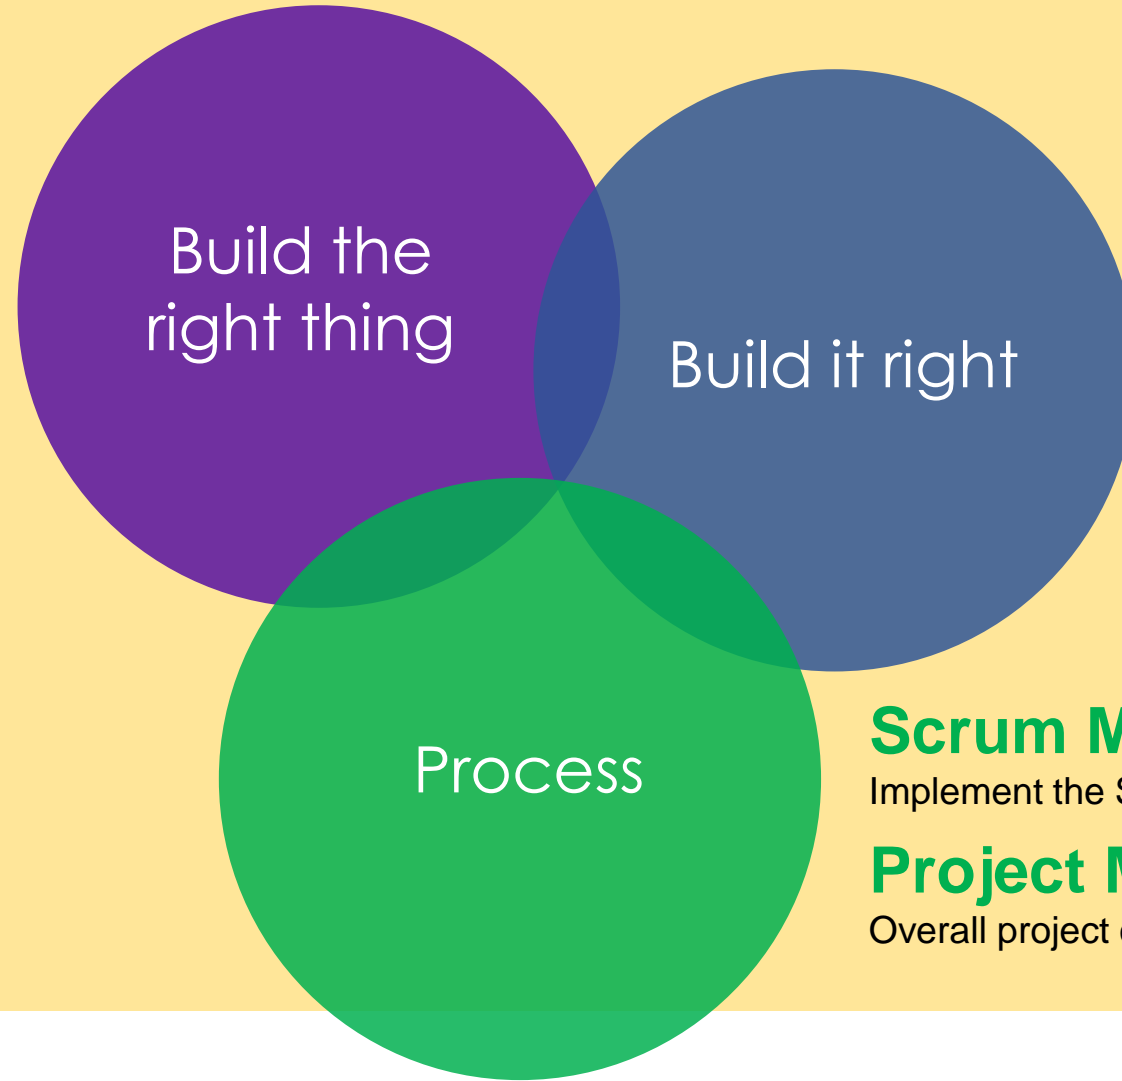 Build the
right thing
Build it right
Process
Scrum M
Implement the S
Project M
Overall project